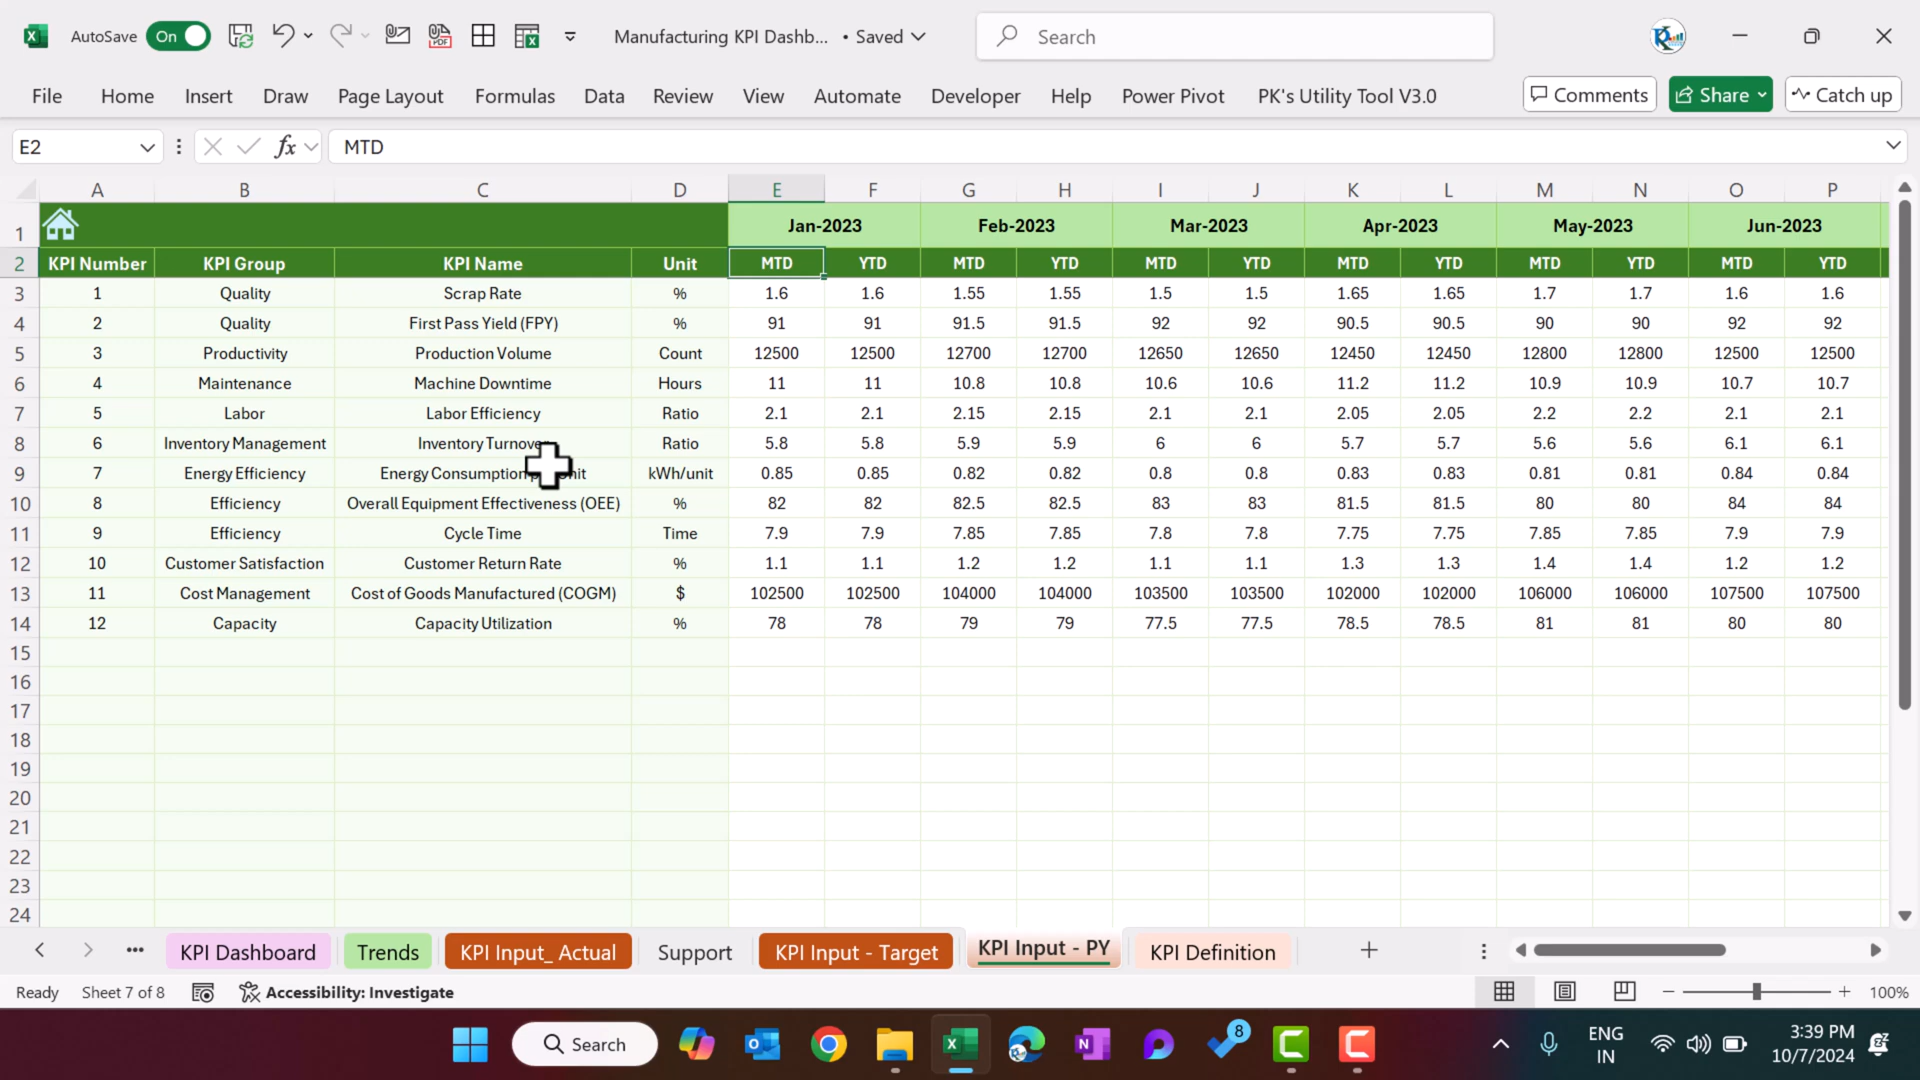 AutoSave On Manufacturing KPI Dashb... • Saved Search
File Home Insert Draw Page Layout Formulas Data Review View Automate Developer Help Power Pivot PK's Utility Tool V3.0 Comments Share Catch up
E2 fx MTD
A B C D E F G H I J K L M N O P
1 Jan-2023 Feb-2023 Mar-2023 Apr-2023 May-2023 Jun-2023
2 KPI Number KPI Group KPI Name Unit MTD YTD MTD YTD MTD YTD MTD YTD MTD YTD MTD YTD
3 1 Quality Scrap Rate % 1.6 1.6 1.55 1.55 1.5 1.5 1.65 1.65 1.7 1.7 1.6 1.6
4 2 Quality First Pass Yield (FPY) % 91 91 91.5 91.5 92 92 90.5 90.5 90 90 92 92
5 3 Productivity Production Volume Count 12500 12500 12700 12700 12650 12650 12450 12450 12800 12800 12500 12500
6 4 Maintenance Machine Downtime Hours 11 11 10.8 10.8 10.6 10.6 11.2 11.2 10.9 10.9 10.7 10.7
7 5 Labor Labor Efficiency Ratio 2.1 2.1 2.15 2.15 2.1 2.1 2.05 2.05 2.2 2.2 2.1 2.1
8 6 Inventory Management Inventory Turnover Ratio 5.8 5.8 5.9 5.9 6 6 5.7 5.7 5.6 5.6 6.1 6.1
9 7 Energy Efficiency Energy Consumption kWh/unit 0.85 0.85 0.82 0.82 0.8 0.8 0.83 0.83 0.81 0.81 0.84 0.84
10 8 Efficiency Overall Equipment Effectiveness (OEE) % 82 82 82.5 82.5 83 83 81.5 81.5 80 80 84 84
11 9 Efficiency Cycle Time Time 7.9 7.9 7.85 7.85 7.8 7.8 7.75 7.75 7.85 7.85 7.9 7.9
12 10 Customer Satisfaction Customer Return Rate % 1.1 1.1 1.2 1.2 1.1 1.1 1.3 1.3 1.4 1.4 1.2 1.2
13 11 Cost Management Cost of Goods Manufactured (COGM) $ 102500 102500 104000 104000 103500 103500 102000 102000 106000 106000 107500 107500
14 12 Capacity Capacity Utilization % 78 78 79 79 77.5 77.5 78.5 78.5 81 81 80 80
15
16
17
18
19
20
21
22
23
24
KPI Dashboard Trends KPI Input_ Actual Support KPI Input - Target KPI Input - PY KPI Definition
Ready Sheet 7 of 8 Accessibility: Investigate 100%
Search 8 ENG 3:39 PM
IN 10/7/2024